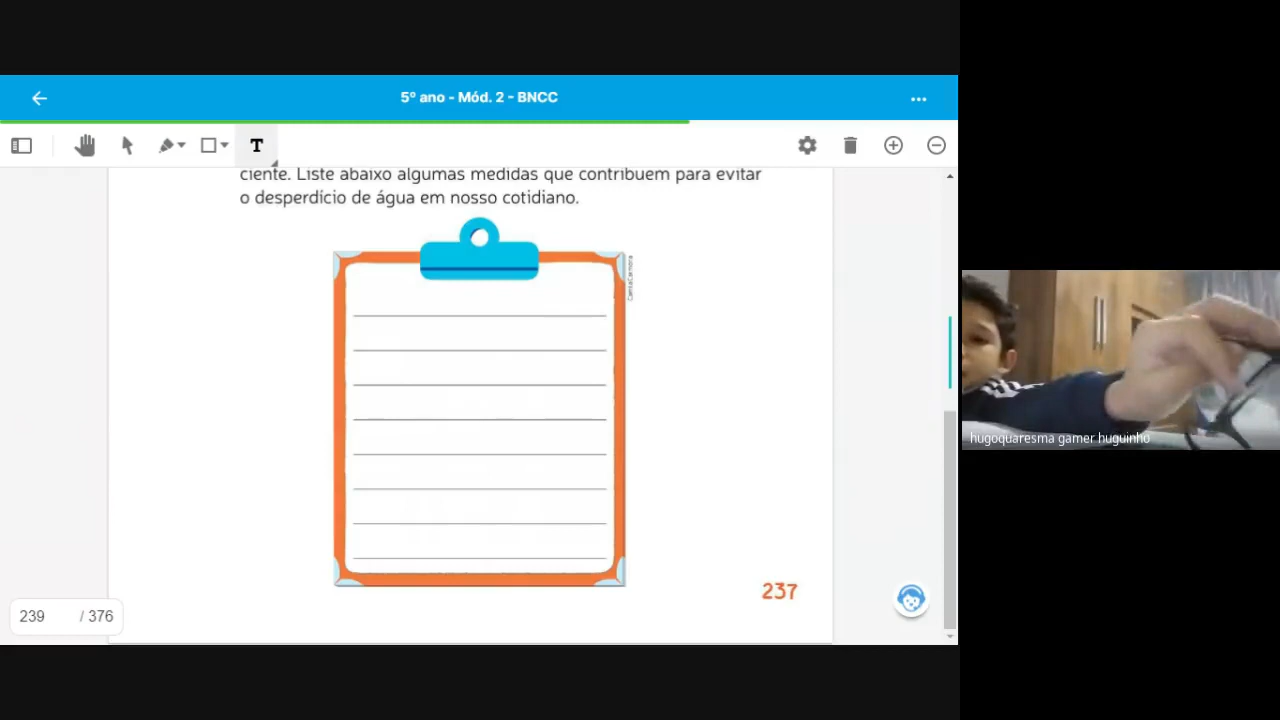 5º ano - Mód. 2 - BNCC
T
ciente. Liste abaixo algumas medidas que contribuem para evitar
o desperdício de água em nosso cotidiano.
CamilaCarmona
237
239 / 376
hugoquaresma gamer huguinho